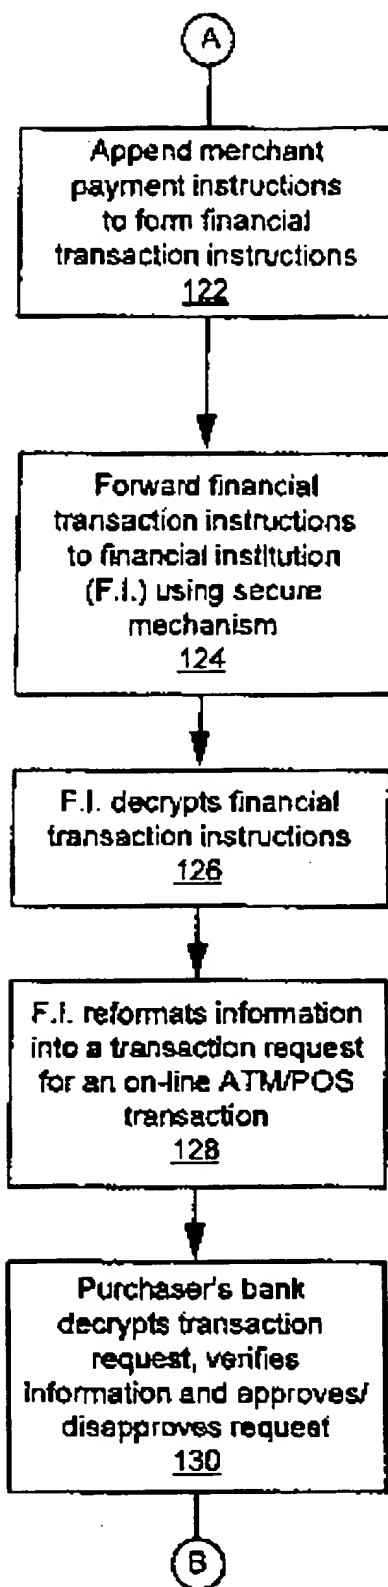 A
Append merchant
payment instructions
to form financial
transaction instructions
122
Forward financial
transaction instructions
to financial institution
(F.I.) using secure
mechanism
124
F.I. decrypts financial
transaction instructions
126
F.I. reformats information
into a transaction request
for an on-line ATM/POS
transaction
128
Purchaser's bank
decrypts transaction
request, verifies
information and approves/
disapproves request
130
B